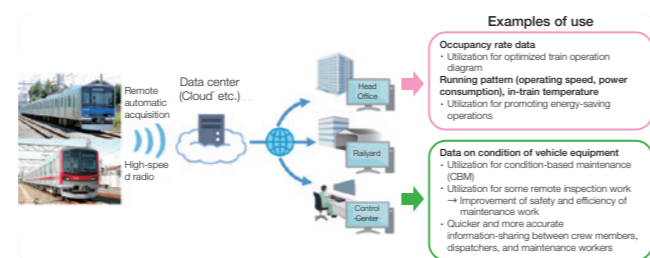 Examples of use
Remote
automatic
acquisition
High-spee
d radio
Data center
(Cloud etc.)
Head
Office
Railyard
Control
Center
Occupancy rate data
・Utilization for optimized train operation
diagram
Running pattern (operating speed, power
consumption), in-train temperature
・Utilization for promoting energy-saving
operations
Data on condition of vehicle equipment
・Utilization for condition-based maintenance
(CBM)
・Utilization for some remote inspection work
→ Improvement of safety and efficiency of
maintenance work
・Quicker and more accurate
information-sharing between crew members,
dispatchers, and maintenance workers